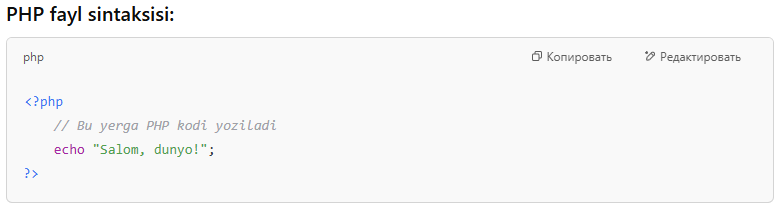 PHP fayl sintaksisi:
php
Копировать
Редактировать
<?php
    // Bu yerga PHP kodi yoziladi
    echo "Salom, dunyo!";
?>